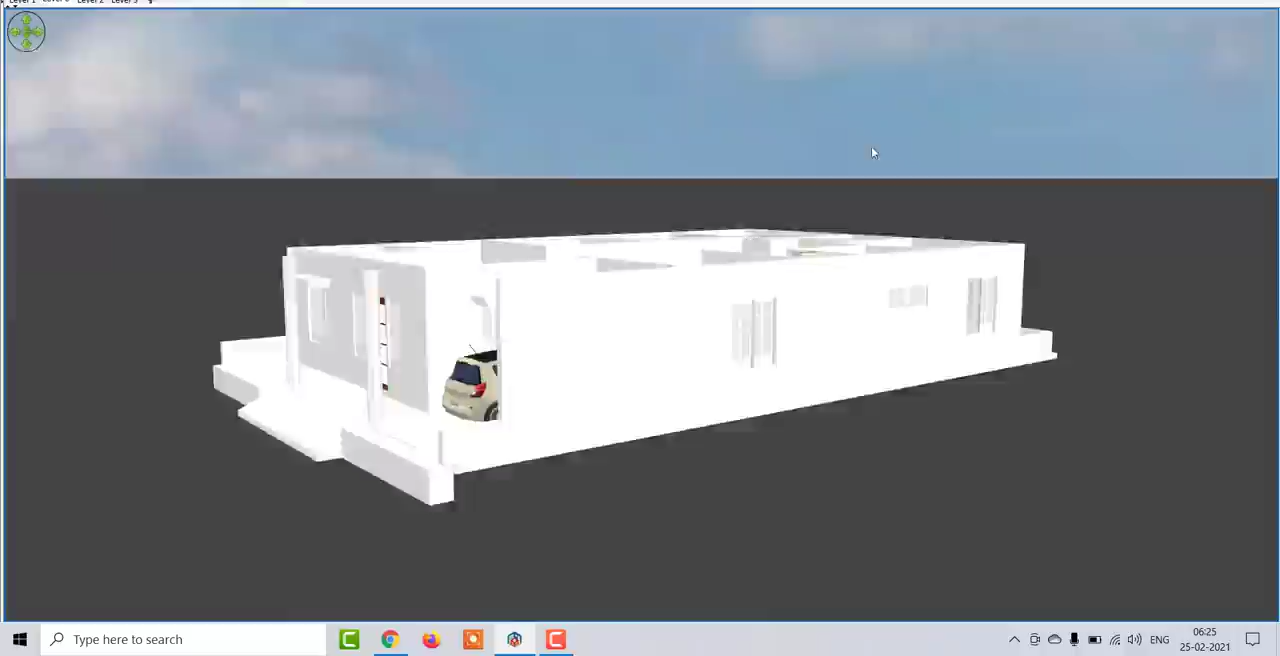 Level 1 Level 2 Level 3
Type here to search
ENG
06:25
25-02-2021